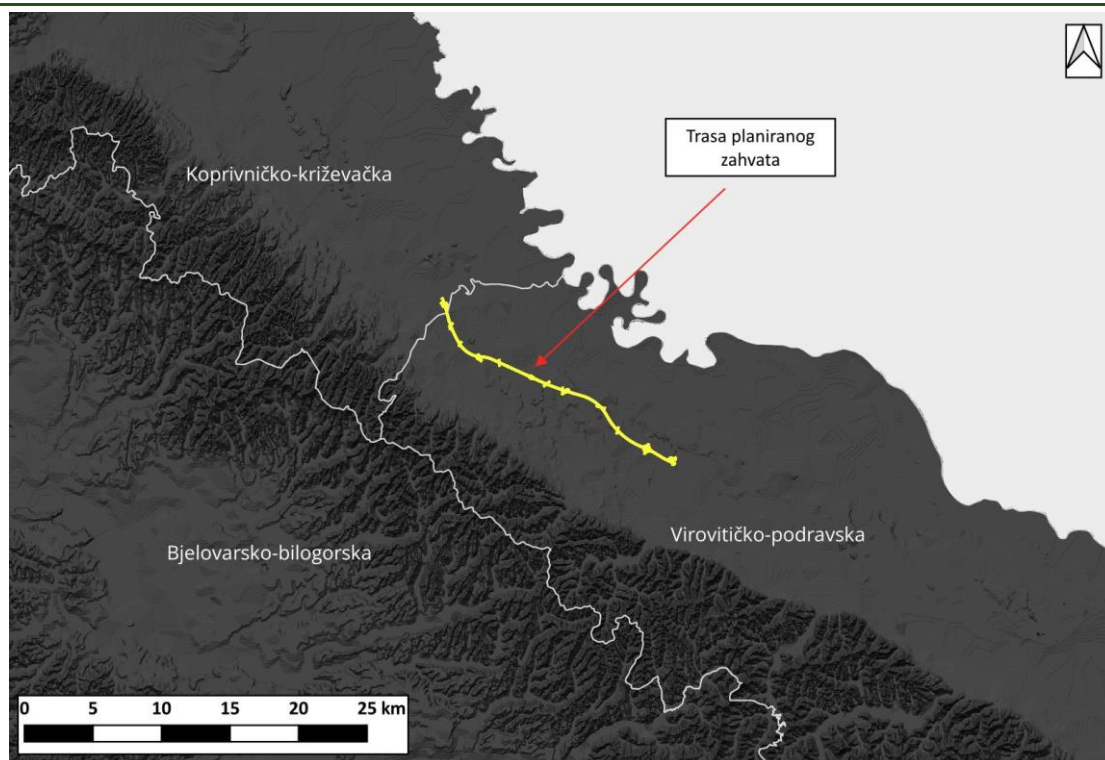 Trasa planiranog
zahvata
Koprivničko-križevačka
Virovitičko-podravska
Bjelovarsko-bilogorska
0 5 10 15 20 25 km